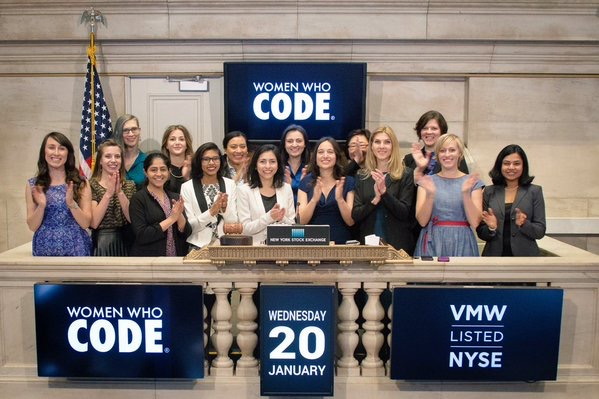 WOMEN WHO
CODE®
NEW YORK STOCK EXCHANGE
WOMEN WHO
CODE®
WEDNESDAY
20
JANUARY
VMW
LISTED
NYSE